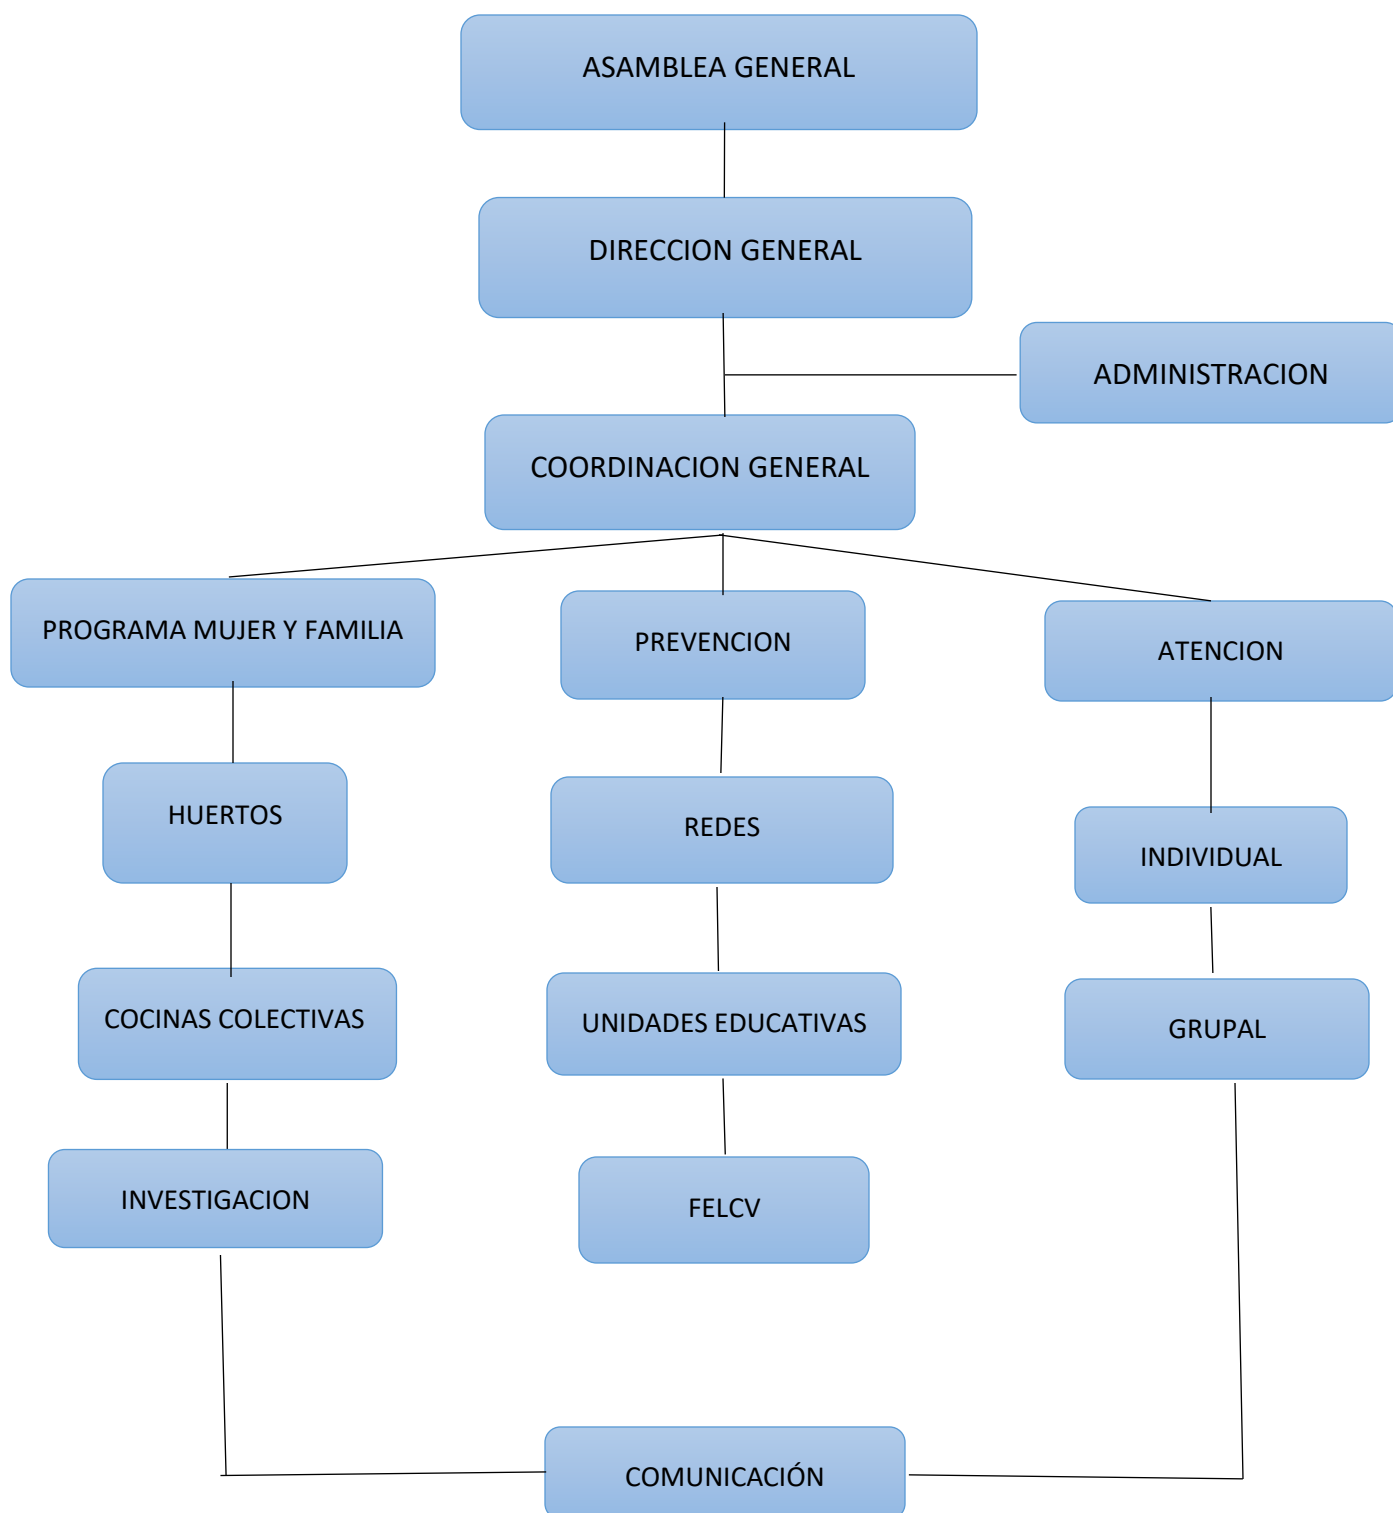 ASAMBLEA GENERAL
DIRECCION GENERAL
ADMINISTRACION
COORDINACION GENERAL
PROGRAMA MUJER Y FAMILIA
PREVENCION
ATENCION
HUERTOS
REDES
INDIVIDUAL
COCINAS COLECTIVAS
UNIDADES EDUCATIVAS
GRUPAL
INVESTIGACION
FELCV
COMUNICACIÓN